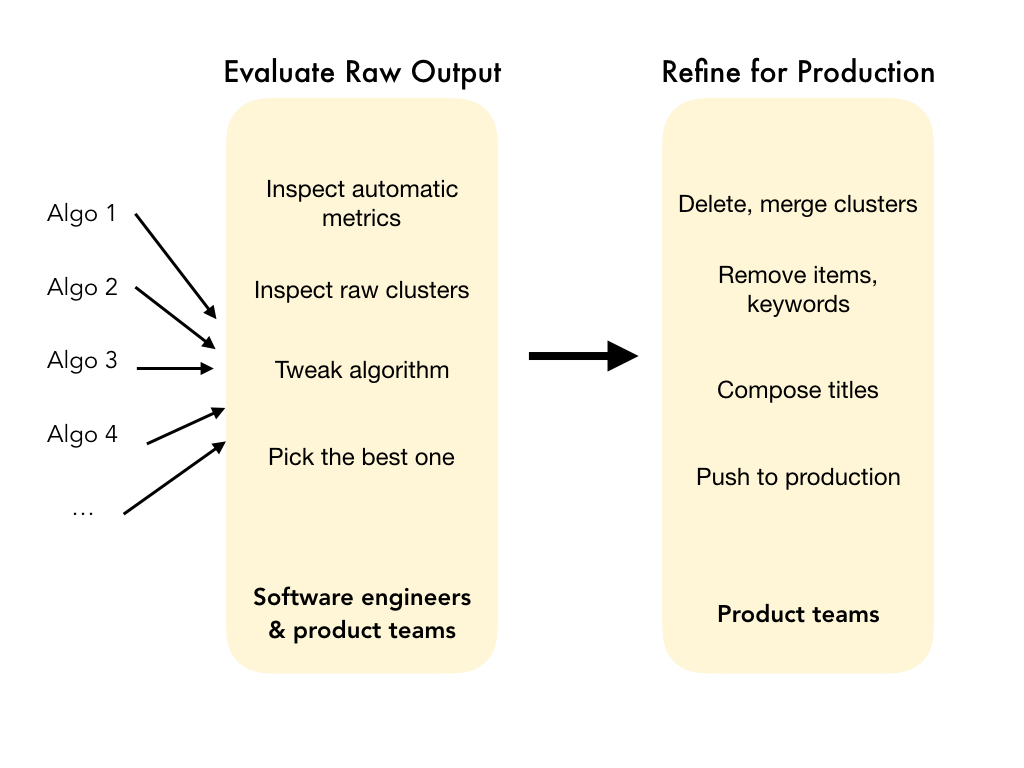 Evaluate Raw Output
Refine for Production
Algo 1
Algo 2
Algo 3
Algo 4
...
Inspect automatic
metrics
Inspect raw clusters
Tweak algorithm
Pick the best one
Software engineers
& product teams
Delete, merge clusters
Remove items,
keywords
Compose titles
Push to production
Product teams